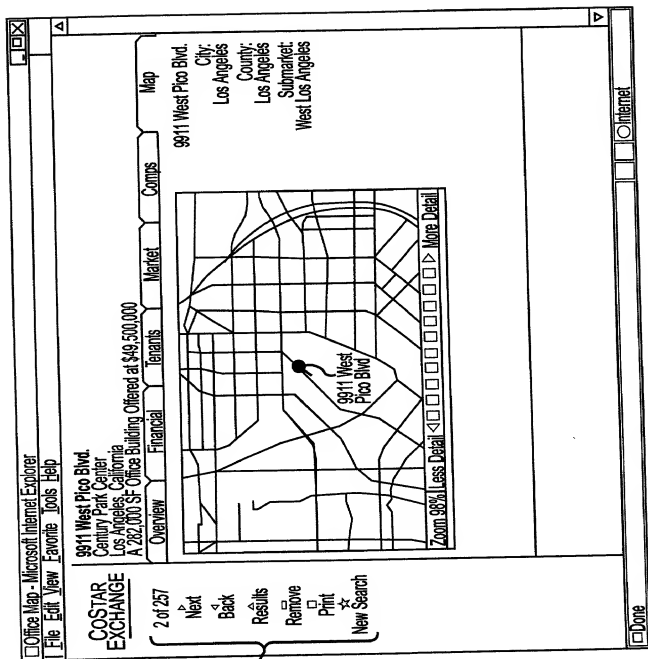 Office Map - Microsoft Internet Explorer
File Edit View Favorite Tools Help
COSTAR
EXCHANGE
2 of 257
Next
Back
Results
Remove
Print
New Search
9911 West Pico Blvd.
Century Park Center
Los Angeles, California
A 282,000 SF Office Building Offered at $49,500,000
Overview Financial Tenants Market Comps Map
9911 West
Pico Blvd.
Zoom 98% Less Detail More Detail
9911 West Pico Blvd.
City:
Los Angeles
County:
Los Angeles
Submarket:
West Los Angeles
Done Internet